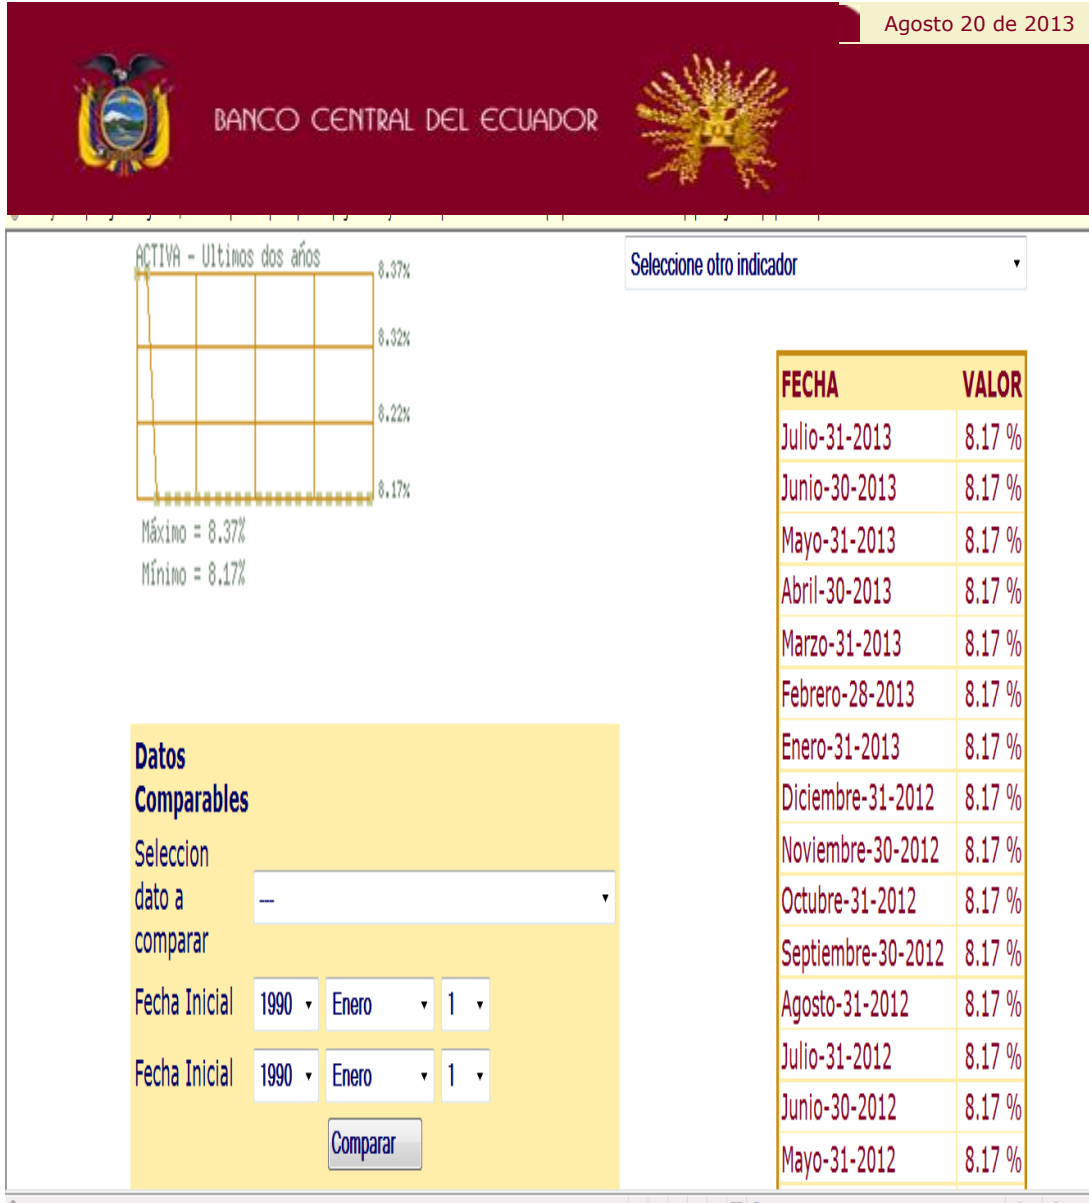 Agosto 20 de 2013
BANCO CENTRAL DEL ECUADOR
ACTIVA - Ultimos dos años
8.37%
8.32%
8.22%
8.17%
Máximo = 8.37%
Mínimo = 8.17%
Seleccione otro indicador
FECHA VALOR
Julio-31-2013 8.17 %
Junio-30-2013 8.17 %
Mayo-31-2013 8.17 %
Abril-30-2013 8.17 %
Marzo-31-2013 8.17 %
Febrero-28-2013 8.17 %
Enero-31-2013 8.17 %
Diciembre-31-2012 8.17 %
Noviembre-30-2012 8.17 %
Octubre-31-2012 8.17 %
Septiembre-30-2012 8.17 %
Agosto-31-2012 8.17 %
Julio-31-2012 8.17 %
Junio-30-2012 8.17 %
Mayo-31-2012 8.17 %
Datos
Comparables
Seleccion
dato a ---
comparar
Fecha Inicial 1990 Enero 1
Fecha Inicial 1990 Enero 1
Comparar